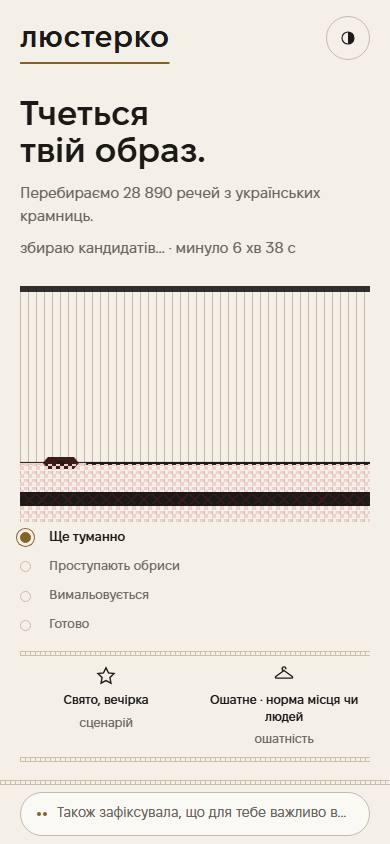 люстерко
Тчеться
твій образ.
Перебираємо 28 890 речей з українських
крамниць.
збираю кандидатів... · минуло 6 хв 38 с
Ще туманно
Проступають обриси
Вимальовується
Готово
Свято, вечірка
сценарій
Ошатне · норма місця чи
людей
ошатність
Також зафіксувала, що для тебе важливо в...